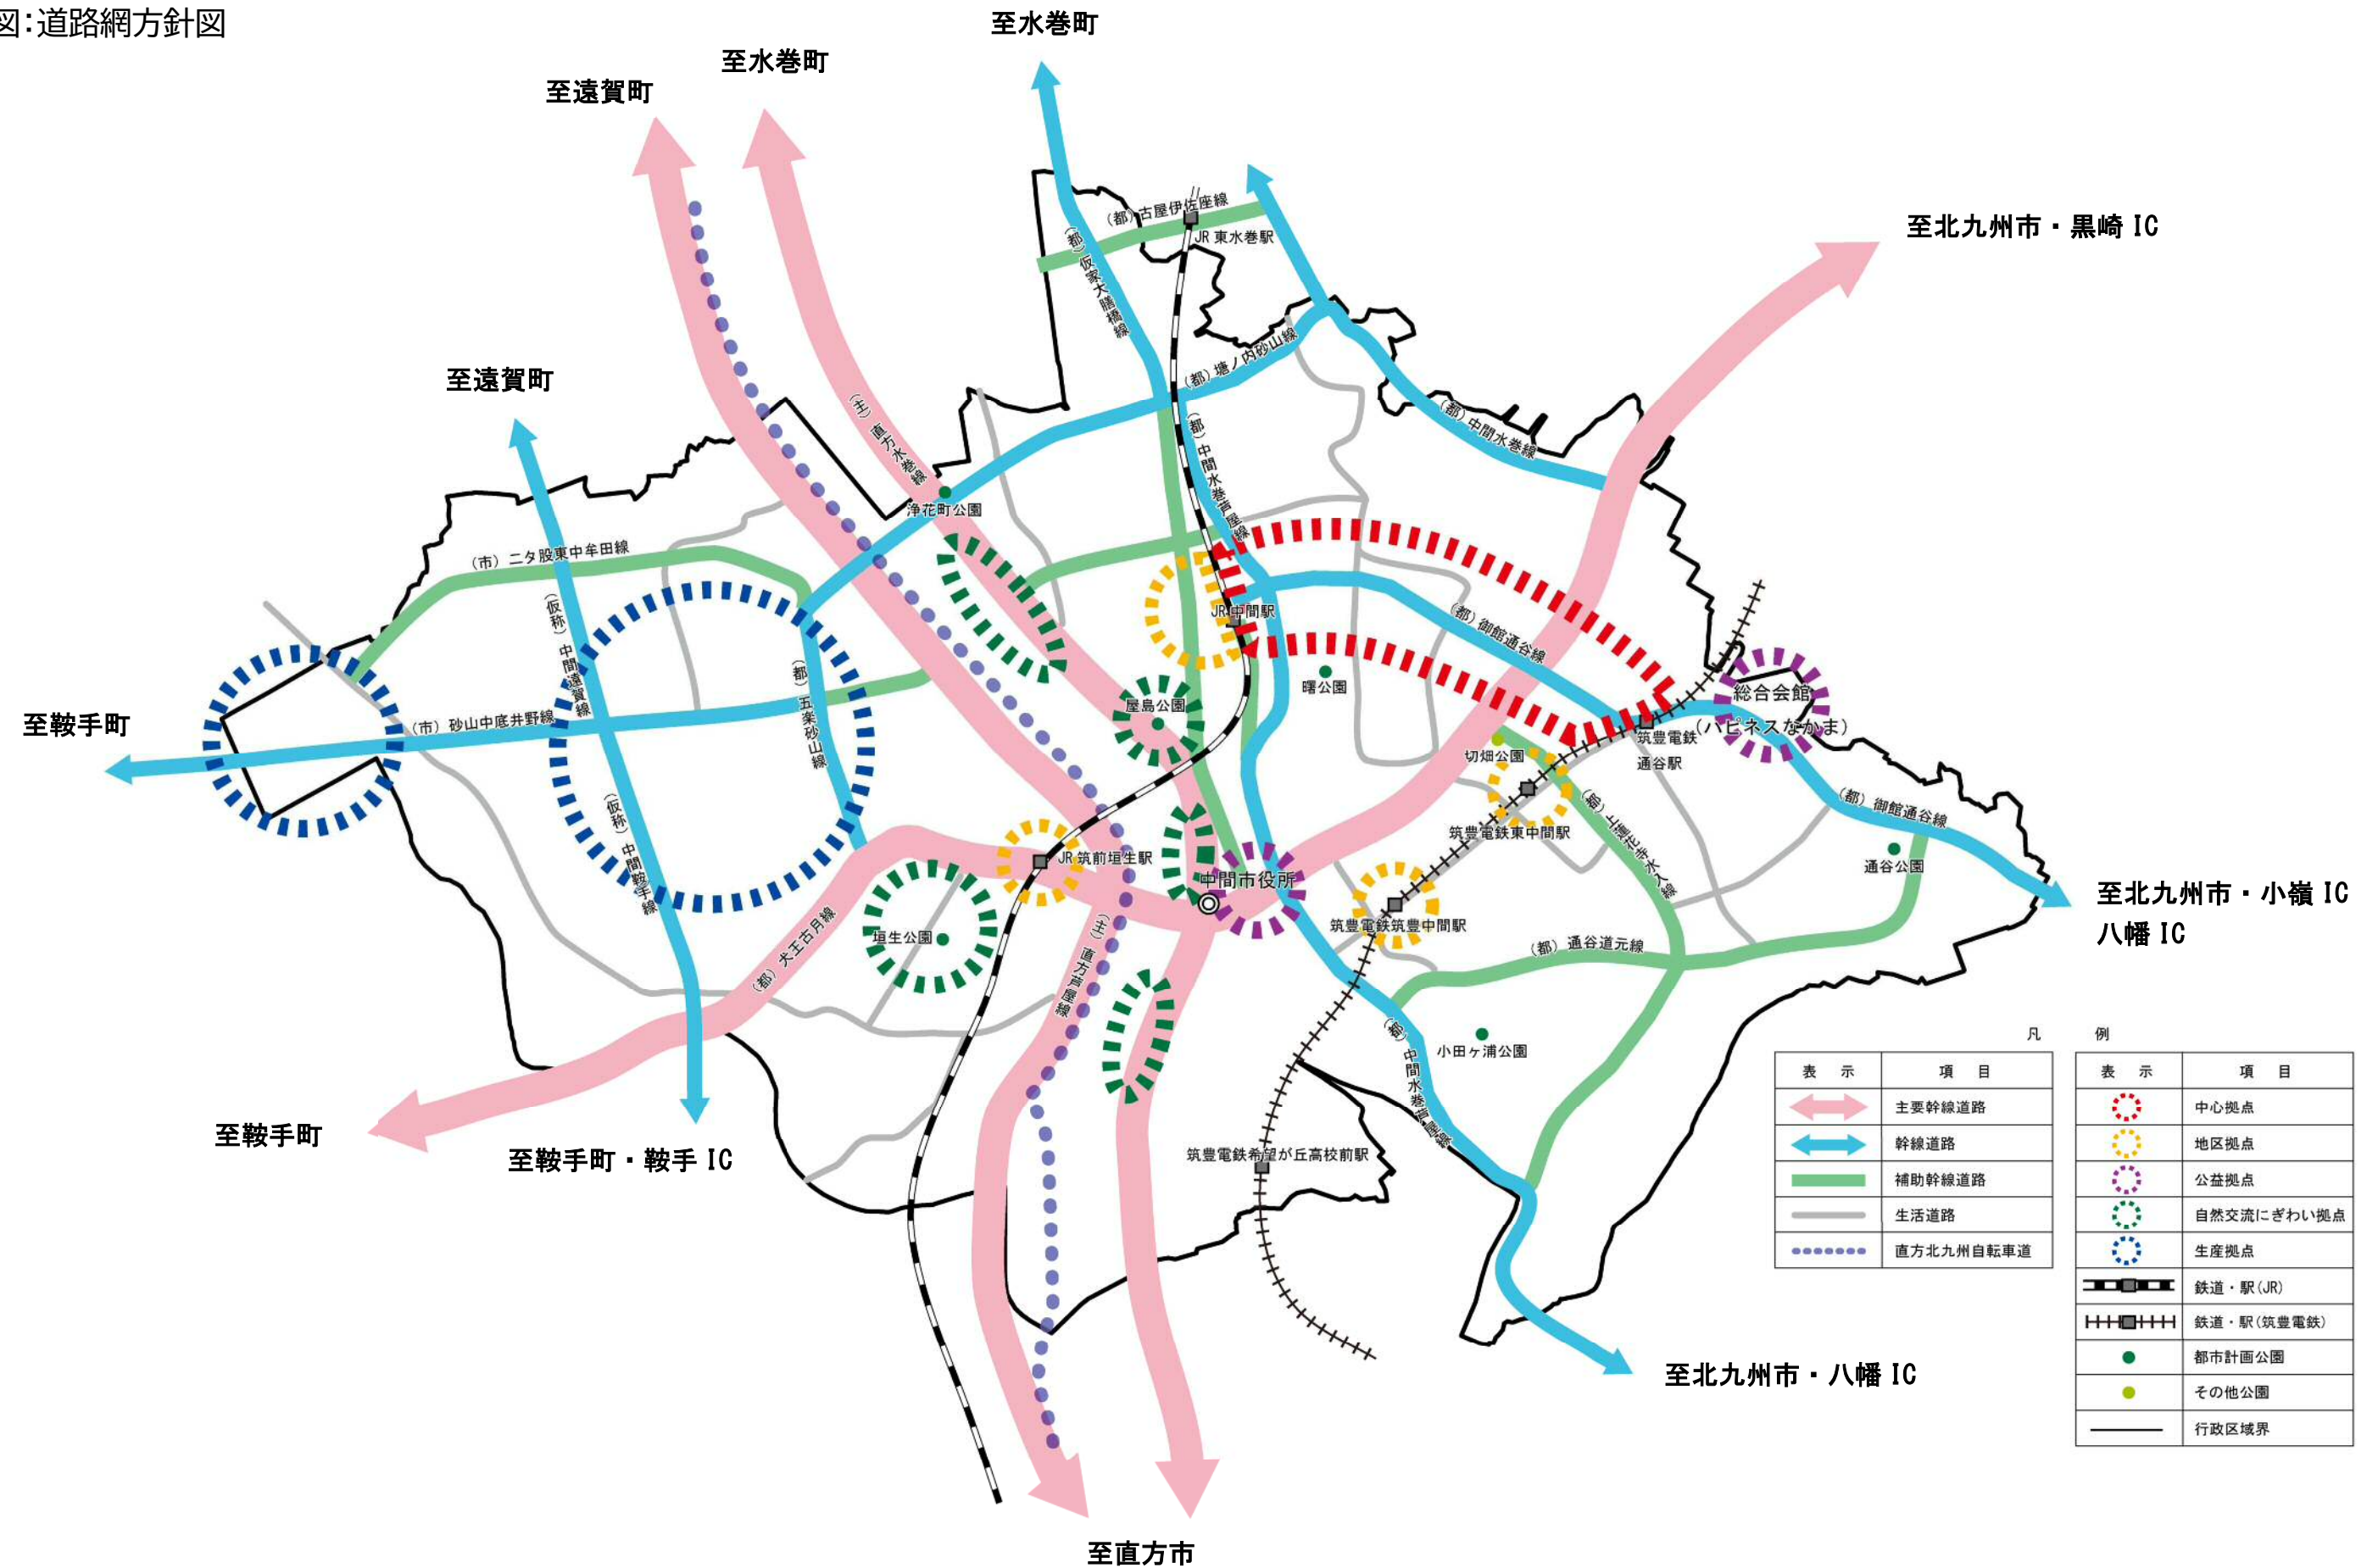 図：道路網方針図
至水巻町
至水巻町
至遠賀町
至北九州市・黒崎 IC
至遠賀町
至鞍手町
(都)古屋伊佐座線
JR 東水巻駅
(都)仮家大膳橋線
(都)塘ノ内砂山線
(主)直方水巻線
(都)中間水巻線
(都)中間水巻芦屋線
浄花町公園
(市)二タ股東中牟田線
(仮称)中間遠賀線
JR 中間駅
(都)御館通谷線
曙公園
屋島公園
(都)五楽砂山線
(市)砂山中底井野線
総合会館
(ハピネスなかま)
筑豊電鉄
通谷駅
切畑公園
筑豊電鉄東中間駅
(都)上蓮花寺水入線
(都)御館通谷線
通谷公園
(仮称)中間鞍手線
JR 筑前垣生駅
中間市役所
垣生公園
(都)犬王古月線
(主)直方芦屋線
筑豊電鉄筑豊中間駅
(都)通谷道元線
至北九州市・小嶺 IC
八幡 IC
(都)中間水巻芦屋線
小田ヶ浦公園
筑豊電鉄希望が丘高校前駅
至鞍手町
至鞍手町・鞍手 IC
至北九州市・八幡 IC
至直方市
凡 例
表 示 項 目
主要幹線道路
幹線道路
補助幹線道路
生活道路
直方北九州自転車道
表 示 項 目
中心拠点
地区拠点
公益拠点
自然交流にぎわい拠点
生産拠点
鉄道・駅(JR)
鉄道・駅(筑豊電鉄)
都市計画公園
その他公園
行政区域界